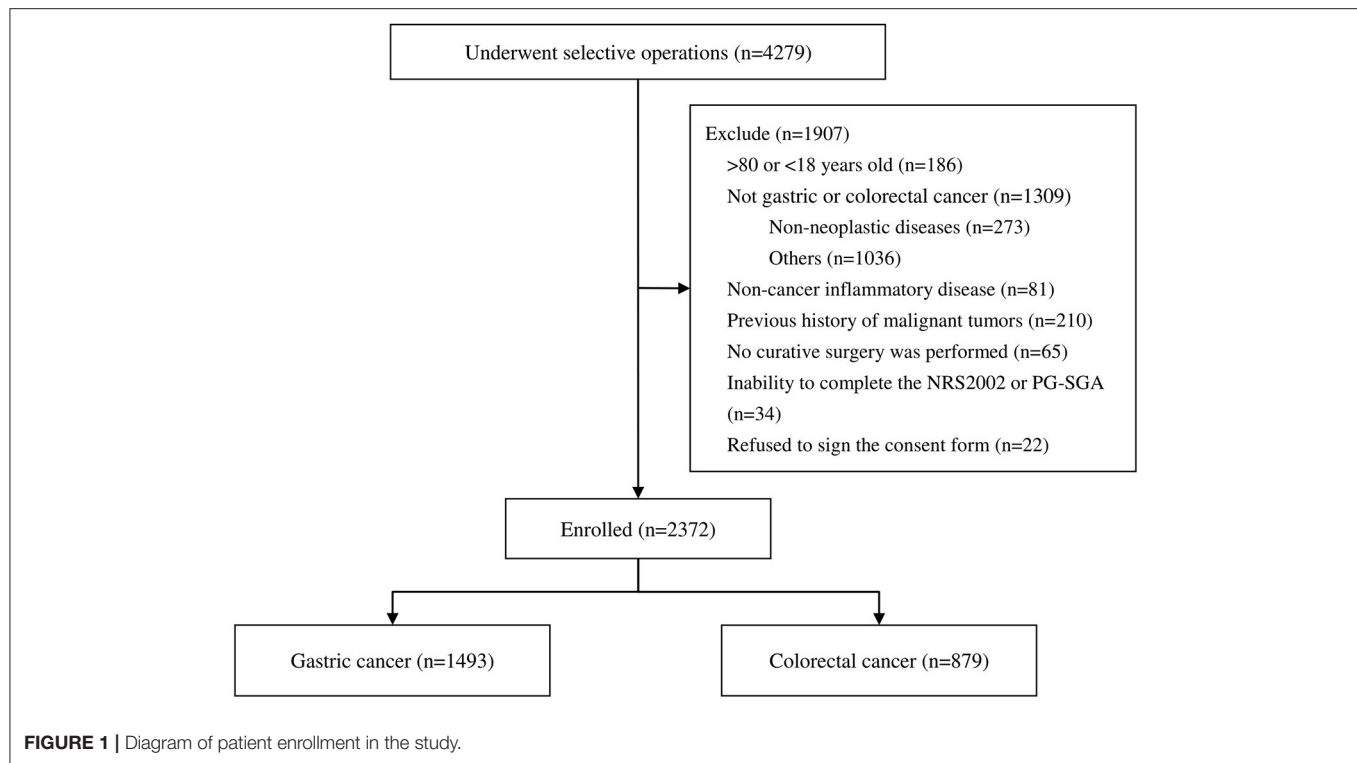 Underwent selective operations (n=4279)
Exclude (n=1907)
>80 or <18 years old (n=186)
Not gastric or colorectal cancer (n=1309)
Non-neoplastic diseases (n=273)
Others (n=1036)
Non-cancer inflammatory disease (n=81)
Previous history of malignant tumors (n=210)
No curative surgery was performed (n=65)
Inability to complete the NRS2002 or PG-SGA
(n=34)
Refused to sign the consent form (n=22)
Enrolled (n=2372)
Gastric cancer (n=1493)
Colorectal cancer (n=879)
FIGURE 1 | Diagram of patient enrollment in the study.